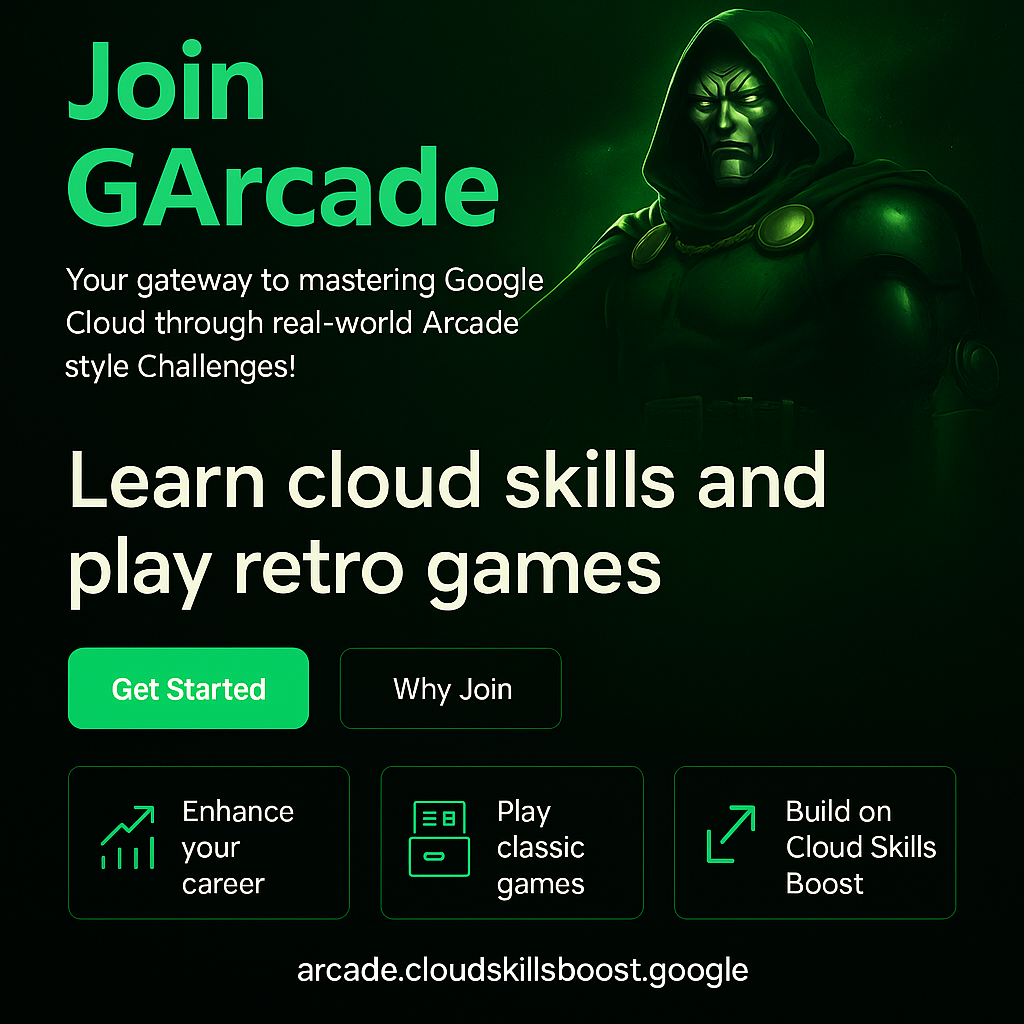 Join
GArcade
Your gateway to mastering Google
Cloud through real-world Arcade
style Challenges!
Learn cloud skills and
play retro games
Get Started
Why Join
Enhance
your
career
Play
classic
games
Build on
Cloud Skills
Boost
arcade.cloudskillsboost.google